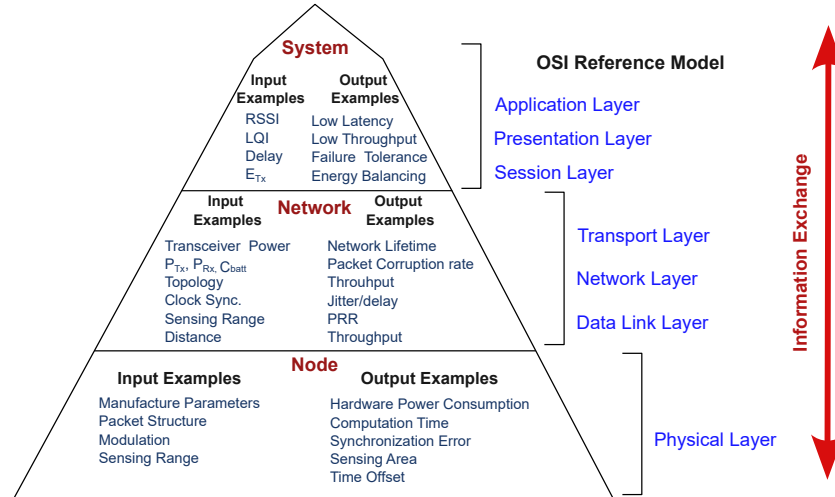 System
Input Examples
RSSI
LQI
Delay
E_Tx
Output Examples
Low Latency
Low Throughput
Failure Tolerance
Energy Balancing
Network
Input Examples
Transceiver Power
P_Tx, P_Rx, C_batt
Topology
Clock Sync.
Sensing Range
Distance
Output Examples
Network Lifetime
Packet Corruption rate
Throuhput
Jitter/delay
PRR
Throughput
Node
Input Examples
Manufacture Parameters
Packet Structure
Modulation
Sensing Range
Output Examples
Hardware Power Consumption
Computation Time
Synchronization Error
Sensing Area
Time Offset
OSI Reference Model
Application Layer
Presentation Layer
Session Layer
Transport Layer
Network Layer
Data Link Layer
Physical Layer
Information Exchange